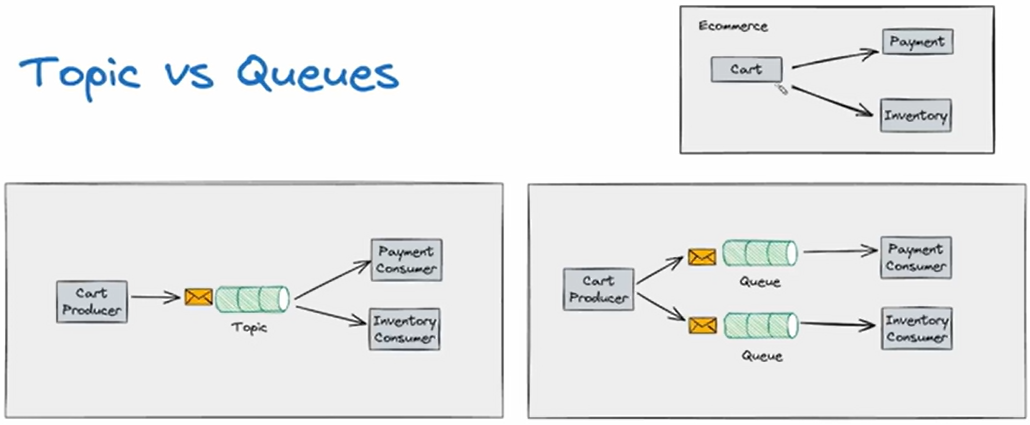 Topic vs Queues
Ecommerce
Cart
Payment
Inventory
Cart
Producer
Topic
Payment
Consumer
Inventory
Consumer
Cart
Producer
Queue
Queue
Payment
Consumer
Inventory
Consumer